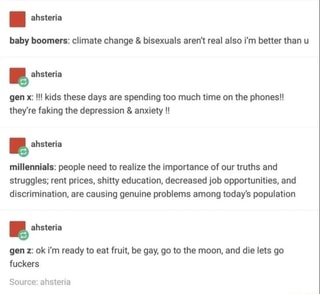 ahsteria
baby boomers: climate change & bisexuals aren't real also i'm better than u
ahsteria
gen x: !!! kids these days are spending too much time on the phones!!
they're faking the depression & anxiety !!
ahsteria
millennials: people need to realize the importance of our truths and
struggles; rent prices, shitty education, decreased job opportunities, and
discrimination, are causing genuine problems among today's population
ahsteria
gen z: ok i'm ready to eat fruit, be gay, go to the moon, and die lets go
fuckers
Source: ahsteria